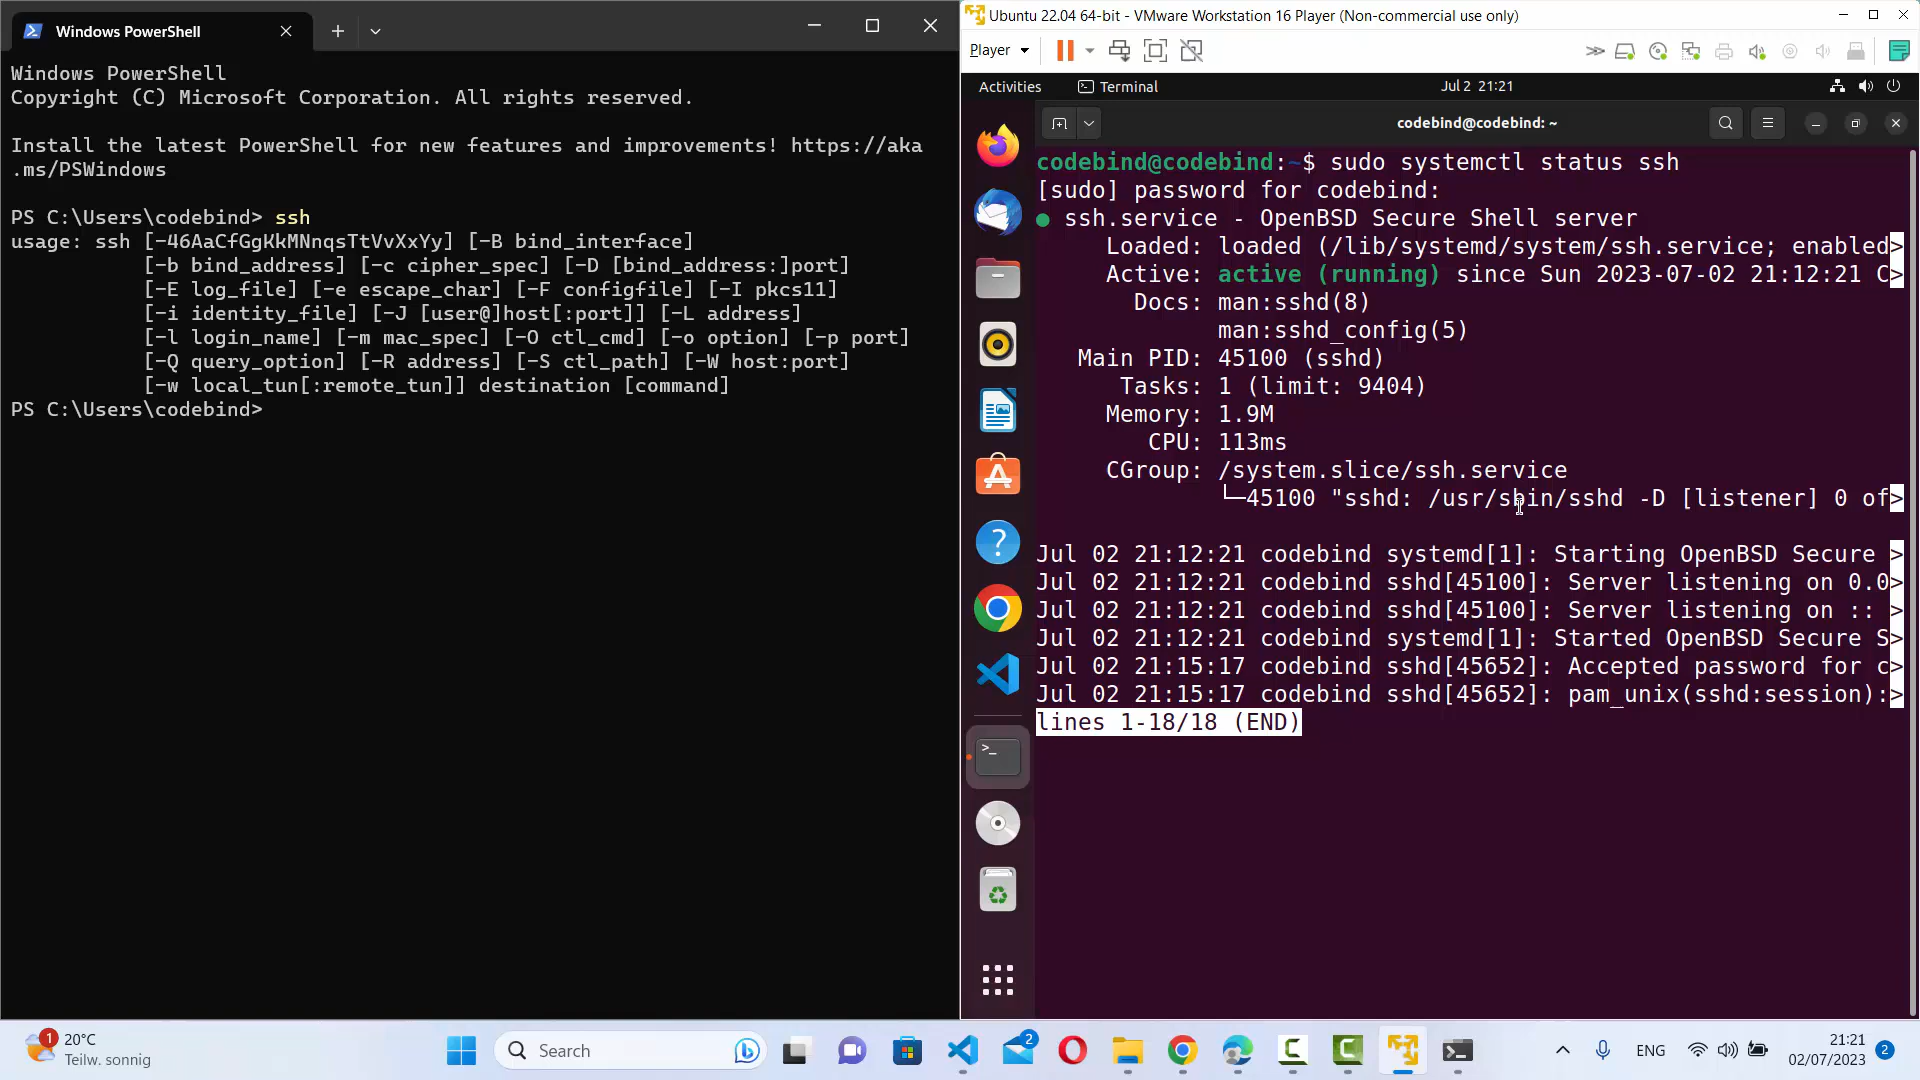 Windows PowerShell
Windows PowerShell
Copyright (C) Microsoft Corporation. All rights reserved.
Install the latest PowerShell for new features and improvements! https://aka
.ms/PSWindows
PS C:\Users\codebind> ssh
usage: ssh [-46AaCfGgKkMNnqsTtVvXxYy] [-B bind_interface]
[-b bind_address] [-c cipher_spec] [-D [bind_address:]port]
[-E log_file] [-e escape_char] [-F configfile] [-I pkcs11]
[-i identity_file] [-J [user@]host[:port]] [-L address]
[-l login_name] [-m mac_spec] [-O ctl_cmd] [-o option] [-p port]
[-Q query_option] [-R address] [-S ctl_path] [-W host:port]
[-w local_tun[:remote_tun]] destination [command]
PS C:\Users\codebind>
Ubuntu 22.04 64-bit - VMware Workstation 16 Player (Non-commercial use only)
Player
Activities Terminal Jul 2 21:21
codebind@codebind: ~
codebind@codebind:~$ sudo systemctl status ssh
[sudo] password for codebind:
● ssh.service - OpenBSD Secure Shell server
Loaded: loaded (/lib/systemd/system/ssh.service; enabled>
Active: active (running) since Sun 2023-07-02 21:12:21 C>
Docs: man:sshd(8)
man:sshd_config(5)
Main PID: 45100 (sshd)
Tasks: 1 (limit: 9404)
Memory: 1.9M
CPU: 113ms
CGroup: /system.slice/ssh.service
└─45100 "sshd: /usr/sbin/sshd -D [listener] 0 of>
Jul 02 21:12:21 codebind systemd[1]: Starting OpenBSD Secure >
Jul 02 21:12:21 codebind sshd[45100]: Server listening on 0.0>
Jul 02 21:12:21 codebind sshd[45100]: Server listening on :: >
Jul 02 21:12:21 codebind systemd[1]: Started OpenBSD Secure S>
Jul 02 21:15:17 codebind sshd[45652]: Accepted password for c>
Jul 02 21:15:17 codebind sshd[45652]: pam_unix(sshd:session):>
lines 1-18/18 (END)
1
20°C
Teilw. sonnig
Search
2
ENG
21:21
02/07/2023
2